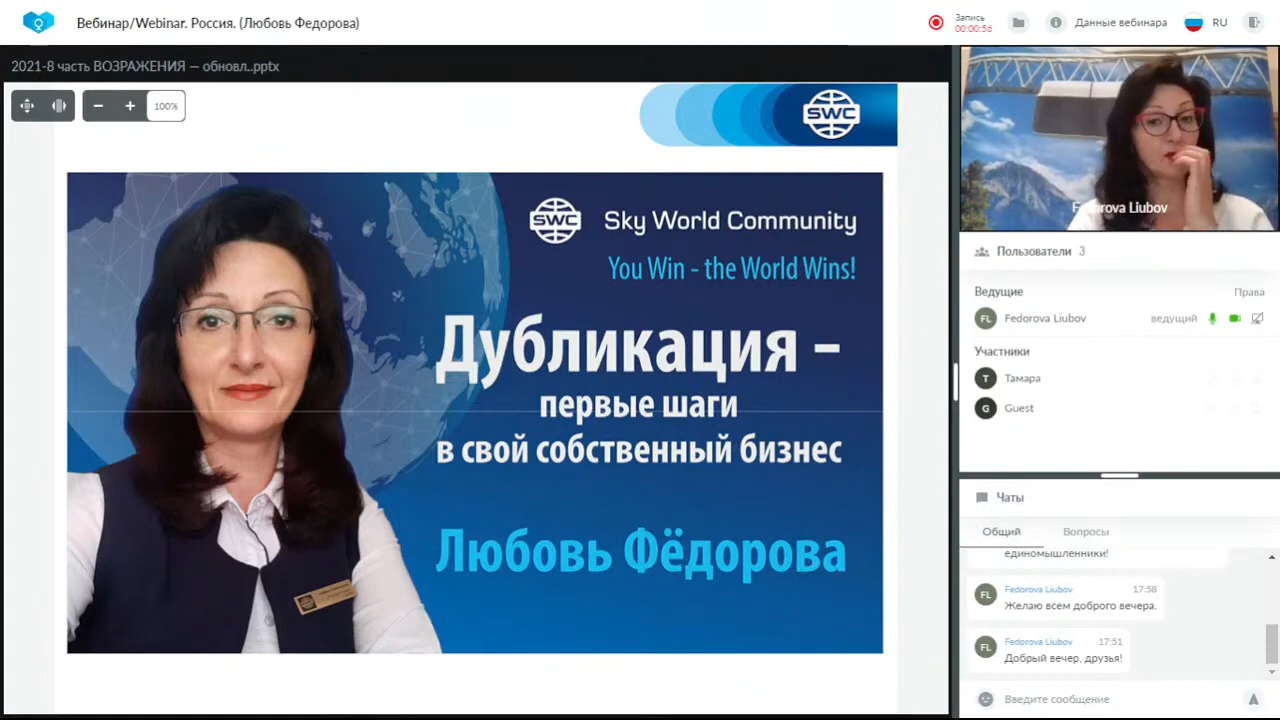 Вебинар/Webinar. Россия. (Любовь Федорова)
Запись
00:00:56
Данные вебинара
RU
2021-8 часть ВОЗРАЖЕНИЯ — обновл..pptx
100%
SWC
SWC
Sky World Community
You Win - the World Wins!
Дубликация –
первые шаги
в свой собственный бизнес
Любовь Фёдорова
Fedorova Liubov
Пользователи 3
Ведущие
Права
FL
Fedorova Liubov
ведущий
Участники
T
Тамара
G
Guest
Чаты
Общий
Вопросы
единомышленники!
FL
Fedorova Liubov
17:58
Желаю всем доброго вечера.
FL
Fedorova Liubov
17:51
Добрый вечер, друзья!
Введите сообщение